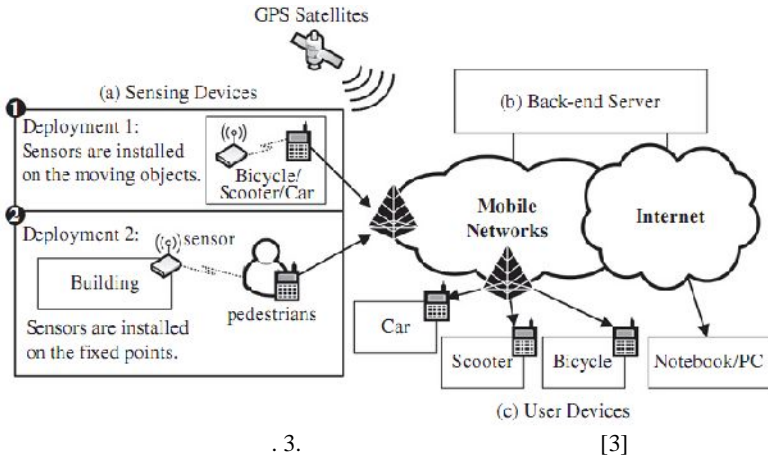 GPS Satellites
(a) Sensing Devices
1
Deployment 1:
Sensors are installed
on the moving objects.
Bicycle/
Scooter/Car
2
Deployment 2:
sensor
Building
pedestrians
Sensors are installed
on the fixed points.
(b) Back-end Server
Mobile
Networks
Internet
Car
Scooter
Bicycle
Notebook/PC
(c) User Devices
. 3. [3]